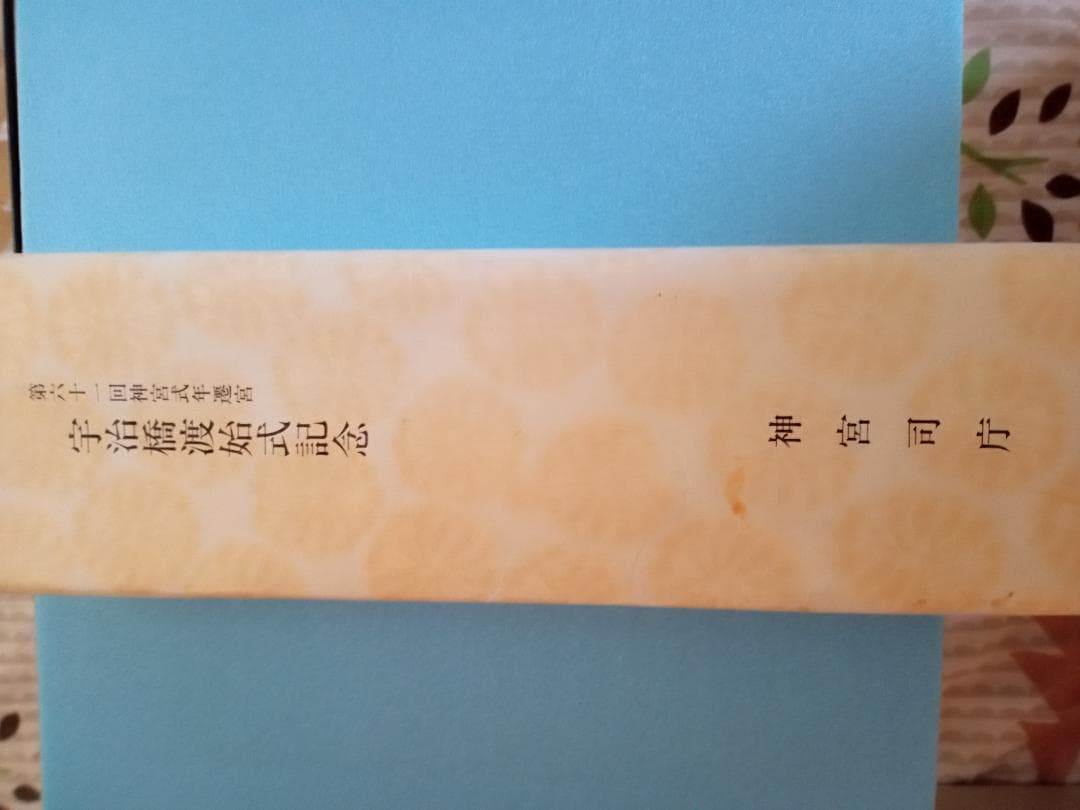 第六十一回神宮式年遷宮
宇治橋渡始式記念
神宮司庁